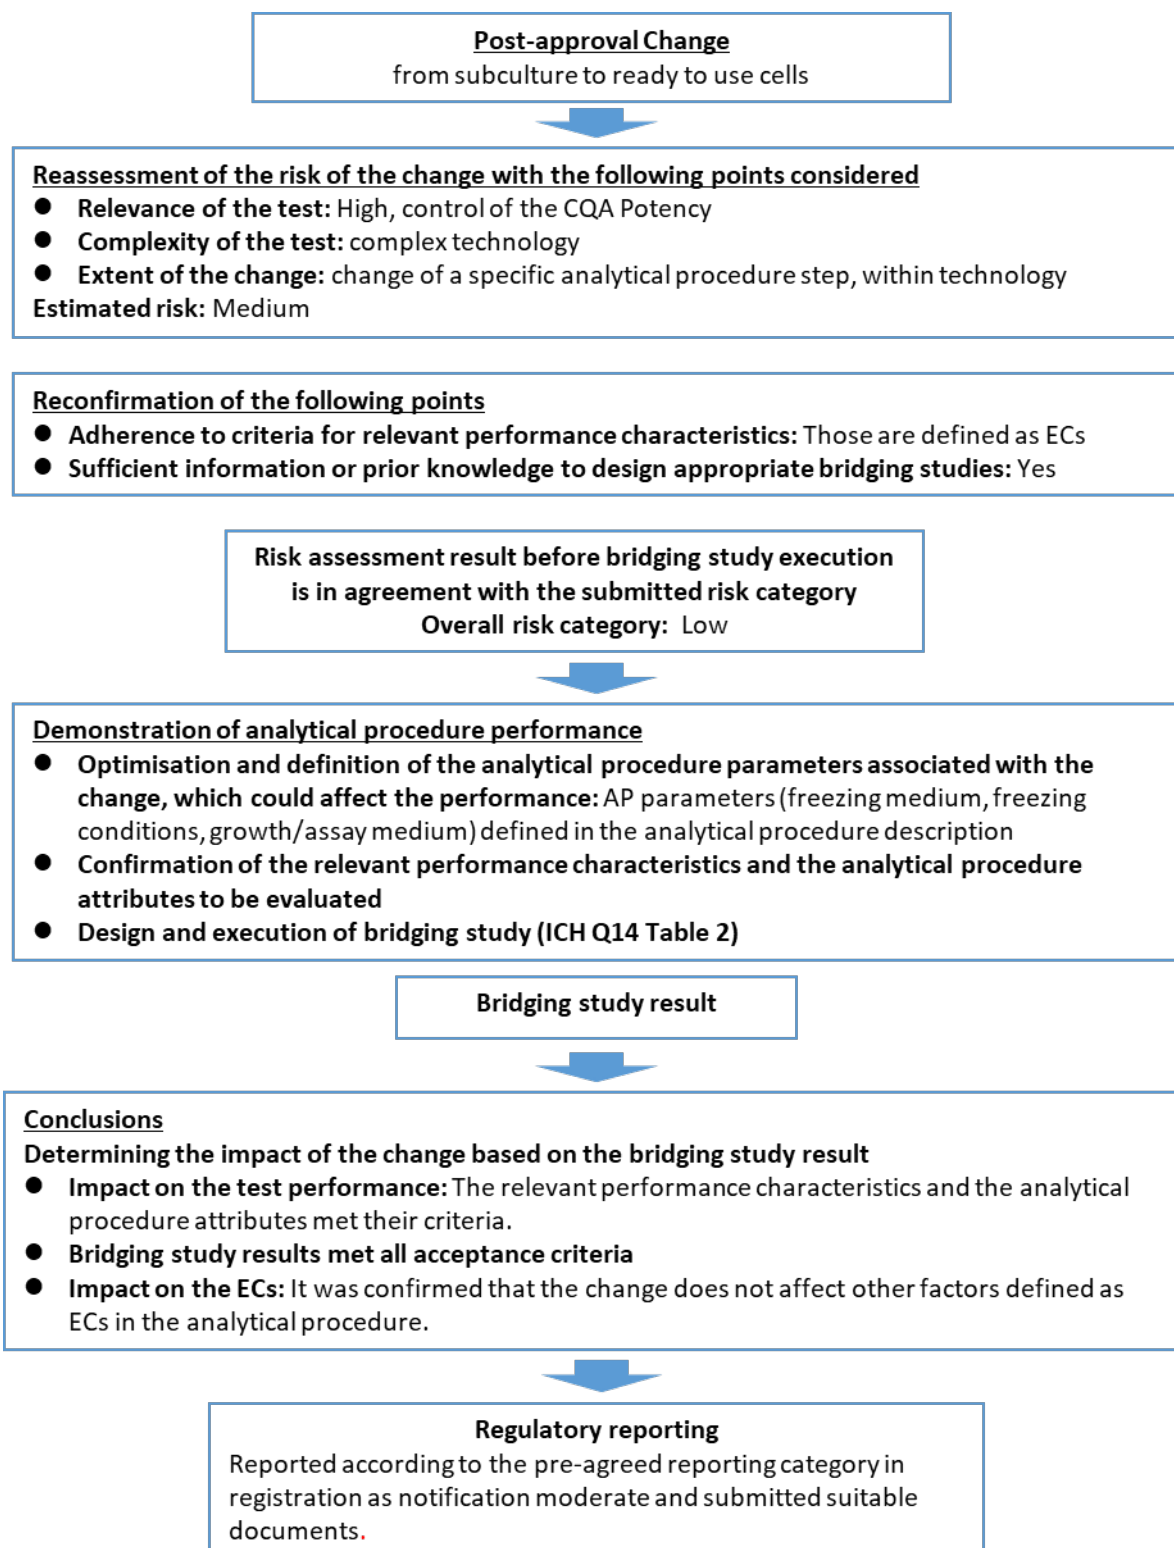 Post-approval Change
from subculture to ready to use cells
Reassessment of the risk of the change with the following points considered
● Relevance of the test: High, control of the CQA Potency
● Complexity of the test: complex technology
● Extent of the change: change of a specific analytical procedure step, within technology
Estimated risk: Medium
Reconfirmation of the following points
● Adherence to criteria for relevant performance characteristics: Those are defined as ECs
● Sufficient information or prior knowledge to design appropriate bridging studies: Yes
Risk assessment result before bridging study execution
is in agreement with the submitted risk category
Overall risk category: Low
Demonstration of analytical procedure performance
● Optimisation and definition of the analytical procedure parameters associated with the
change, which could affect the performance: AP parameters (freezing medium, freezing
conditions, growth/assay medium) defined in the analytical procedure description
● Confirmation of the relevant performance characteristics and the analytical procedure
attributes to be evaluated
● Design and execution of bridging study (ICH Q14 Table 2)
Bridging study result
Conclusions
Determining the impact of the change based on the bridging study result
● Impact on the test performance: The relevant performance characteristics and the analytical
procedure attributes met their criteria.
● Bridging study results met all acceptance criteria
● Impact on the ECs: It was confirmed that the change does not affect other factors defined as
ECs in the analytical procedure.
Regulatory reporting
Reported according to the pre-agreed reporting category in
registration as notification moderate and submitted suitable
documents.